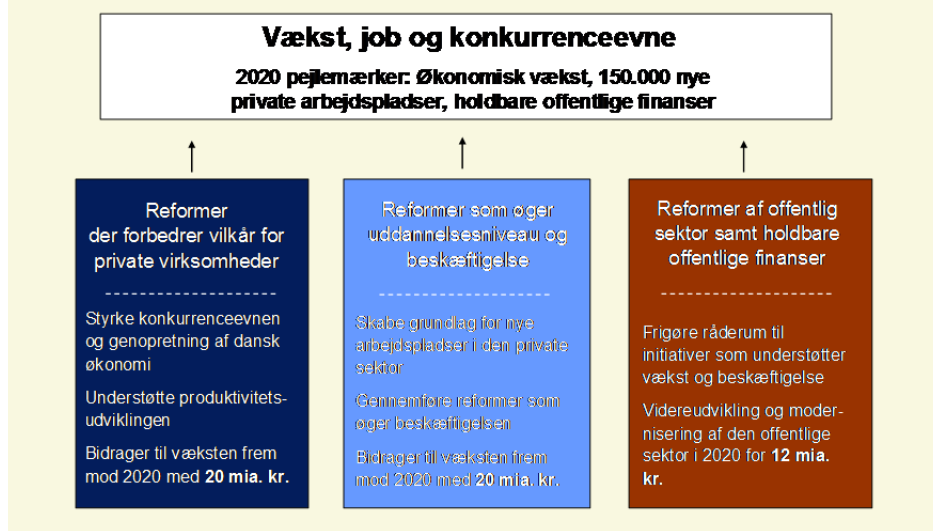 Vækst, job og konkurrenceevne
2020 pejlemærker: Økonomisk vækst, 150.000 nye
private arbejdspladser, holdbare offentlige finanser
Reformer
der forbedrer vilkår for
private virksomheder
Styrke konkurrenceevnen
og genopretning af dansk
økonomi
Understøtte produktivitets-
udviklingen
Bidrager til væksten frem
mod 2020 med 20 mia. kr.
Reformer som øger
uddannelsesniveau og
beskæftigelse
Skabe grundlag for nye
arbejdspladser i den private
sektor
Gennemføre reformer som
øger beskæftigelsen
Bidrager til væksten frem
mod 2020 med 20 mia. kr.
Reformer af offentlig
sektor samt holdbare
offentlige finanser
Frigøre råderum til
initiativer som understøtter
vækst og beskæftigelse
Videreudvikling og moder-
nisering af den offentlige
sektor i 2020 for 12 mia.
kr.